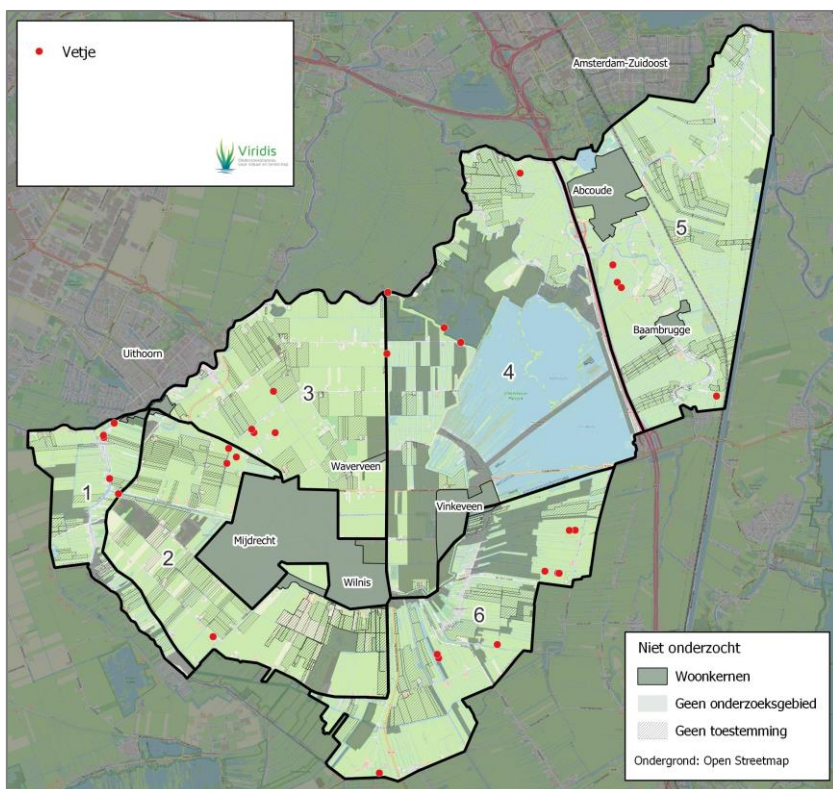 Vetje
Viridis
Amsterdam-Zuidoost
Abcoude
5
Baambrugge
Uithoorn
3
4
Waverveen
1
Vinkeveen
2
Mijdrecht
Wilnis
6
Niet onderzocht
Woonkernen
Geen onderzoeksgebied
Geen toestemming
Ondergrond: Open Streetmap